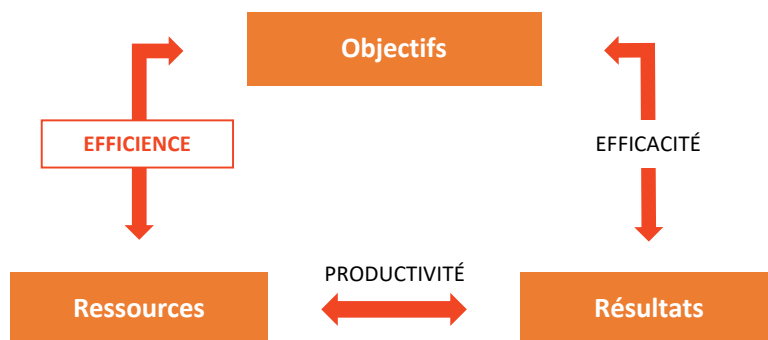 Objectifs
EFFICIENCE
EFFICACITÉ
PRODUCTIVITÉ
Ressources
Résultats